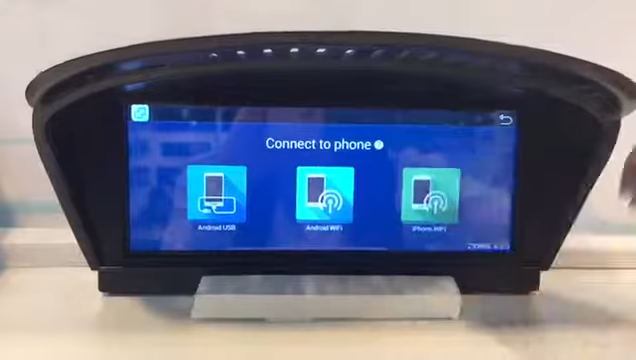 Connect to phone ?
Android USB
Android WiFi
iPhone WiFi